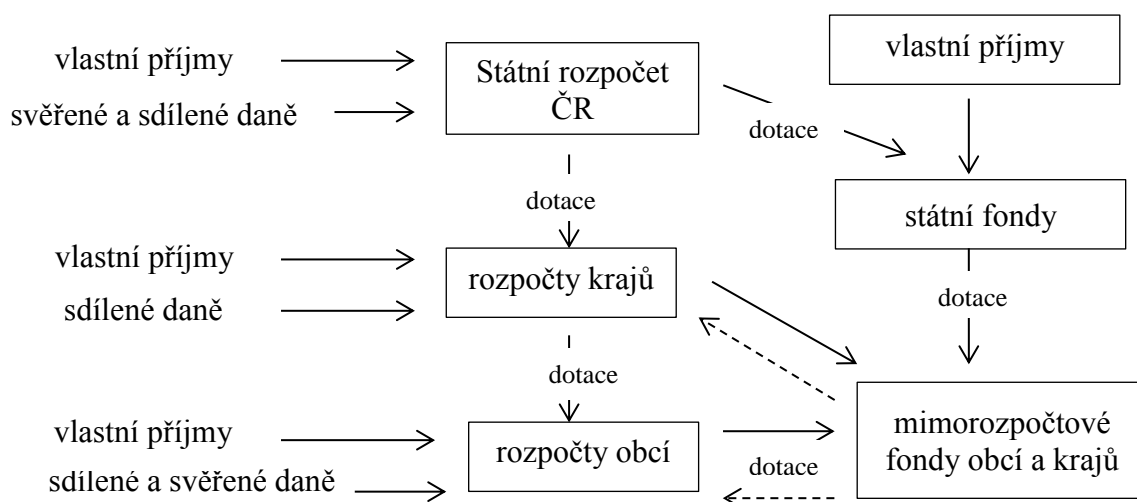 vlastní příjmy
svěřené a sdílené daně
Státní rozpočet
ČR
vlastní příjmy
dotace
dotace
státní fondy
vlastní příjmy
sdílené daně
rozpočty krajů
dotace
dotace
vlastní příjmy
sdílené a svěřené daně
rozpočty obcí
dotace
mimorozpočtové
fondy obcí a krajů